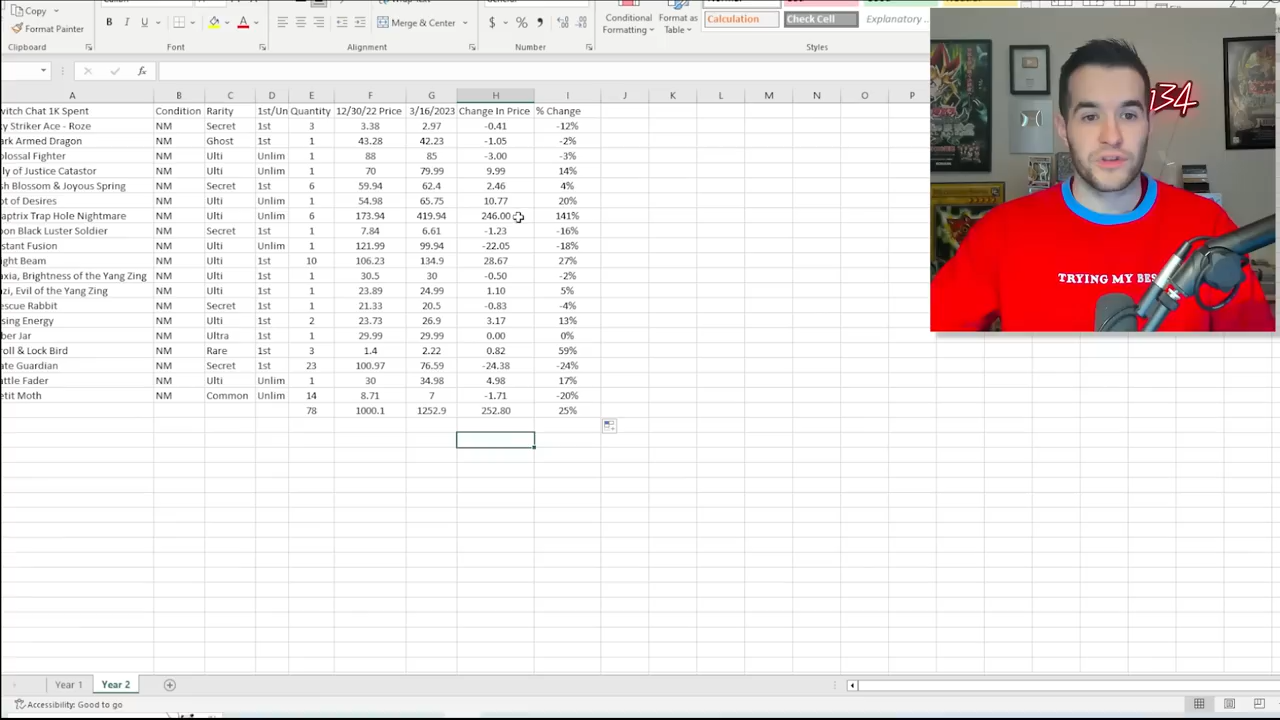 Copy
Format Painter
B I U
Merge & Center
$ % 9
Conditional Formatting
Format as Table
Calculation
Check Cell
Explanatory ...
Clipboard
Font
Alignment
Number
Styles
fx
A B E F G H I J K L M N O P
witch Chat 1K Spent Condition Rarity 1st/Un Quantity 12/30/22 Price 3/16/2023 Change In Price % Change
ky Striker Ace - Roze NM Secret 1st 3 3.38 2.97 -0.41 -12%
ark Armed Dragon NM Ghost 1st 1 43.28 42.23 -1.05 -2%
olossal Fighter NM Ulti Unlim 1 88 85 -3.00 -3%
lly of Justice Catastor NM Ulti Unlim 1 70 79.99 9.99 14%
sh Blossom & Joyous Spring NM Secret 1st 6 59.94 62.4 2.46 4%
ot of Desires NM Ulti Unlim 1 54.98 65.75 10.77 20%
aptrix Trap Hole Nightmare NM Ulti Unlim 6 173.94 419.94 246.00 141%
oon Black Luster Soldier NM Secret 1st 1 7.84 6.61 -1.23 -16%
stant Fusion NM Ulti Unlim 1 121.99 99.94 -22.05 -18%
ight Beam NM Ulti 1st 10 106.23 134.9 28.67 27%
axia, Brightness of the Yang Zing NM Ulti 1st 1 30.5 30 -0.50 -2%
azi, Evil of the Yang Zing NM Ulti 1st 1 23.89 24.99 1.10 5%
escue Rabbit NM Secret 1st 1 21.33 20.5 -0.83 -4%
ising Energy NM Ulti 1st 2 23.73 26.9 3.17 13%
ber Jar NM Ultra 1st 1 29.99 29.99 0.00 0%
roll & Lock Bird NM Rare 1st 3 1.4 2.22 0.82 59%
ate Guardian NM Secret 1st 23 100.97 76.59 -24.38 -24%
attle Fader NM Ulti Unlim 1 30 34.98 4.98 17%
etit Moth NM Common Unlim 14 8.71 7 -1.71 -20%
78 1000.1 1252.9 252.80 25%
134
TRYING MY BES
Year 1
Year 2
Accessibility: Good to go